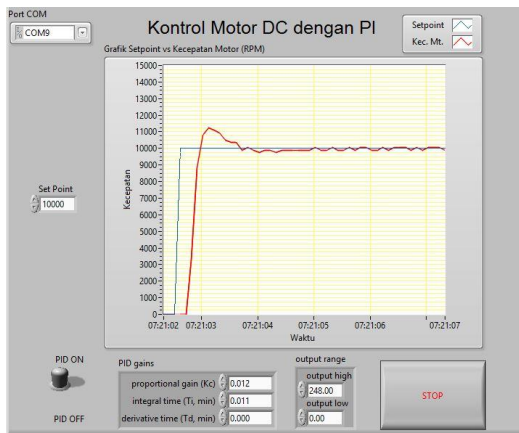 Port COM
COM9
Kontrol Motor DC dengan PI
Setpoint
Kec. Mt.
Grafik Setpoint vs Kecepatan Motor (RPM)
15000
14000
13000
12000
11000
10000
9000
8000
7000
6000
5000
4000
3000
2000
1000
0
Kecepatan
07:21:02
07:21:03
07:21:04
07:21:05
07:21:06
07:21:07
Waktu
Set Point
10000
PID ON
PID OFF
PID gains
proportional gain (Kc)
0.012
integral time (Ti, min)
0.011
derivative time (Td, min)
0.000
output range
output high
248.00
output low
0.00
STOP